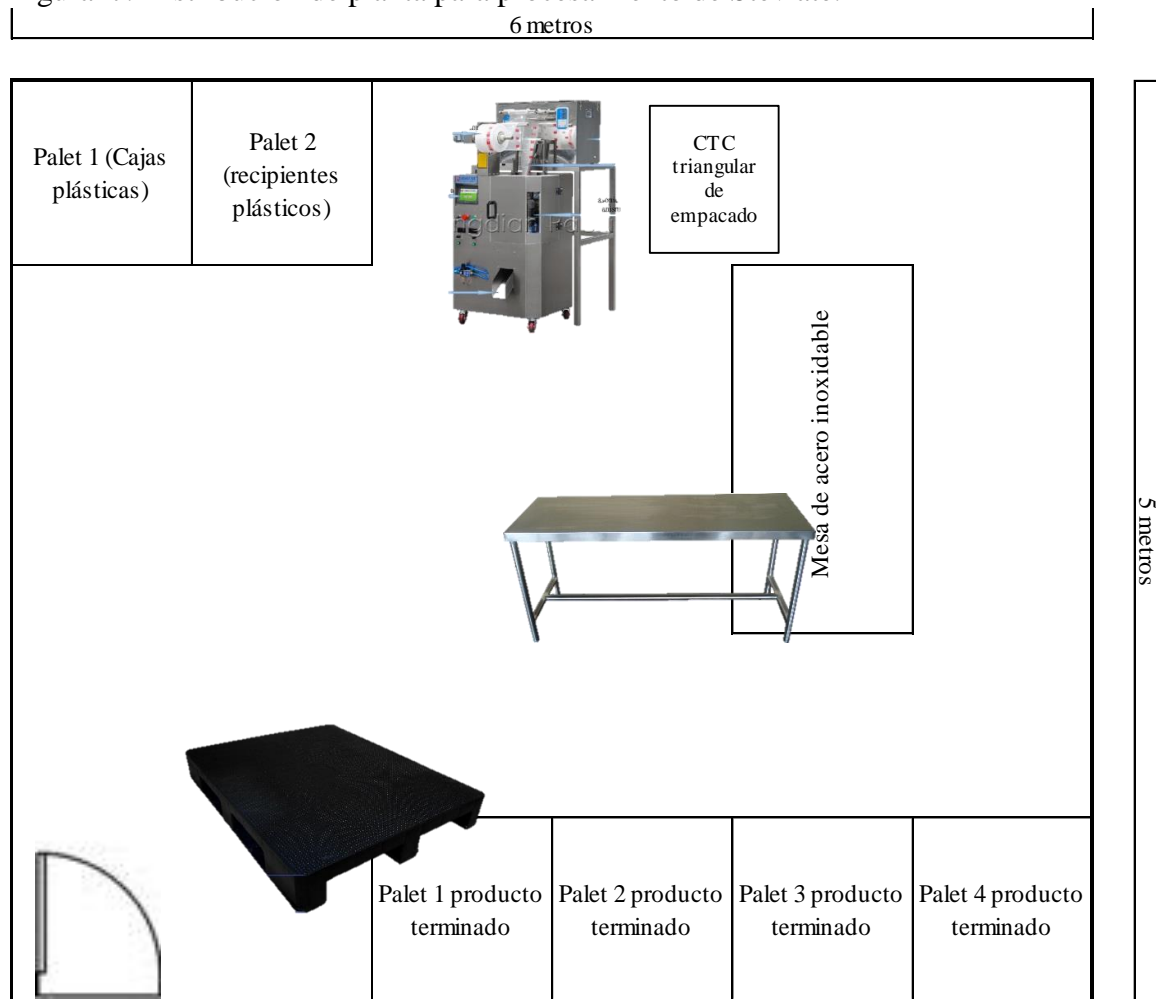 6 metros
Palet 1 (Cajas
plásticas)
Palet 2
(recipientes
plásticos)
CTC
triangular
de
empacado
Mesa de acero inoxidable
5 metros
Palet 1 producto
terminado
Palet 2 producto
terminado
Palet 3 producto
terminado
Palet 4 producto
terminado